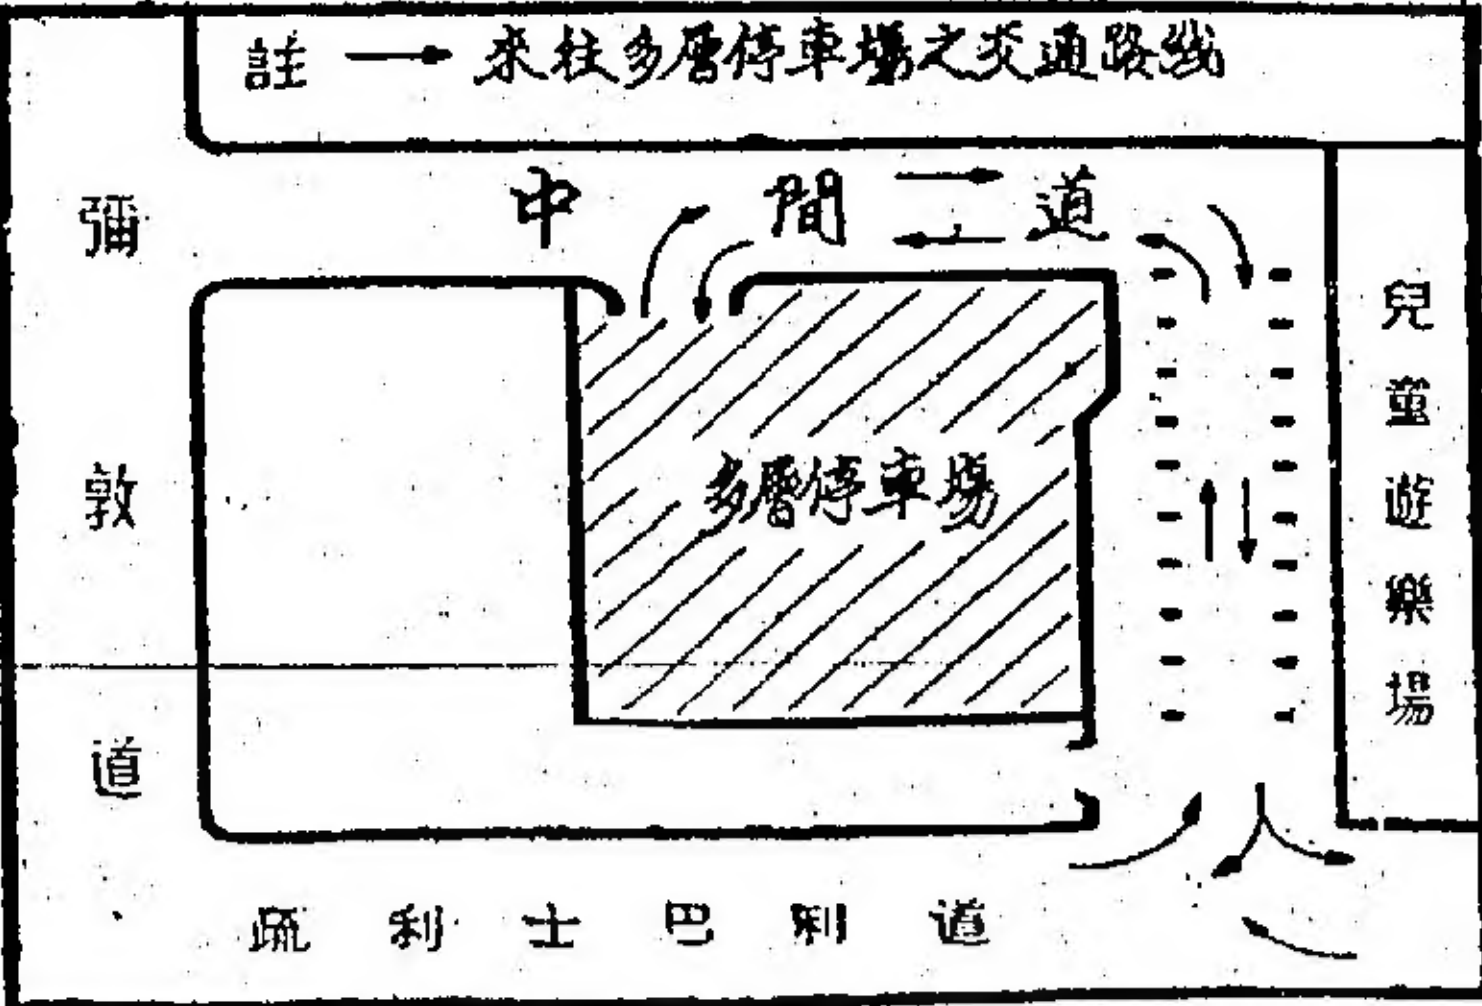 註 → 來往多層停車場之交通路线
中間道
彌敦道
多層停車場
兒童遊樂場
疏利士巴利道